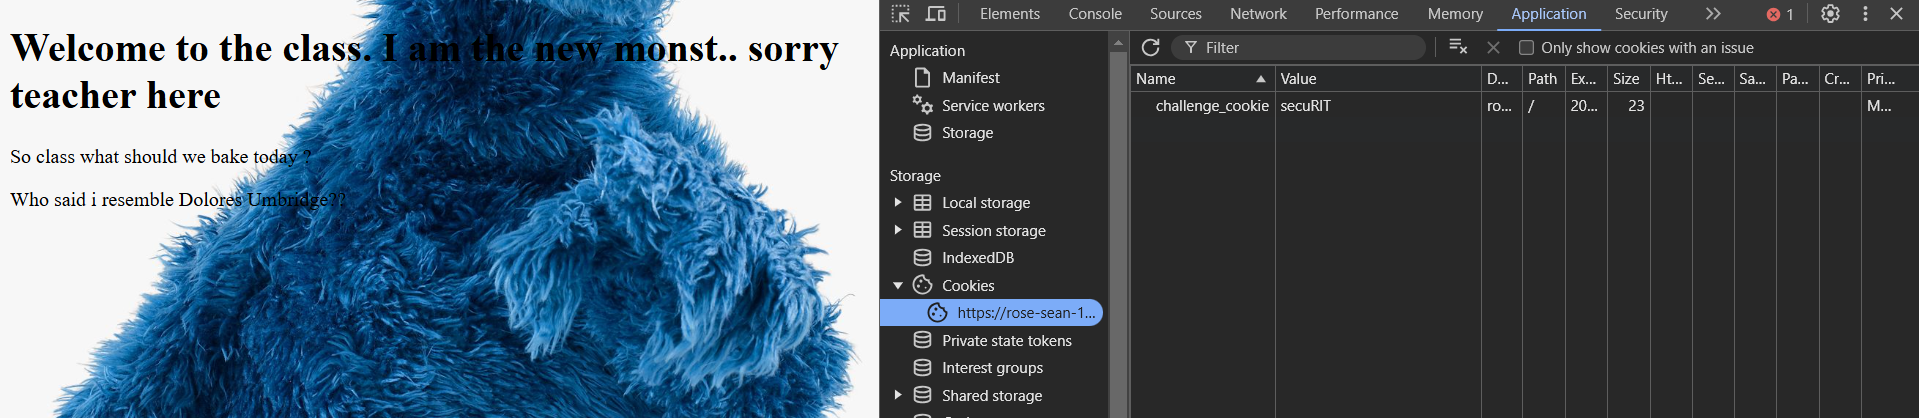 Welcome to the class. I am the new monst.. sorry
teacher here
So class what should we bake today ?
Who said i resemble Dolores Umbridge??
Elements Console Sources Network Performance Memory Application Security 1
Application
Manifest
Service workers
Storage
Storage
Local storage
Session storage
IndexedDB
Cookies
https://rose-sean-1...
Private state tokens
Interest groups
Shared storage
Filter Only show cookies with an issue
Name Value D... Path Ex... Size Ht... Se... Sa... Pa... Cr... Pri...
challenge_cookie secuRIT ro... / 20... 23 M...